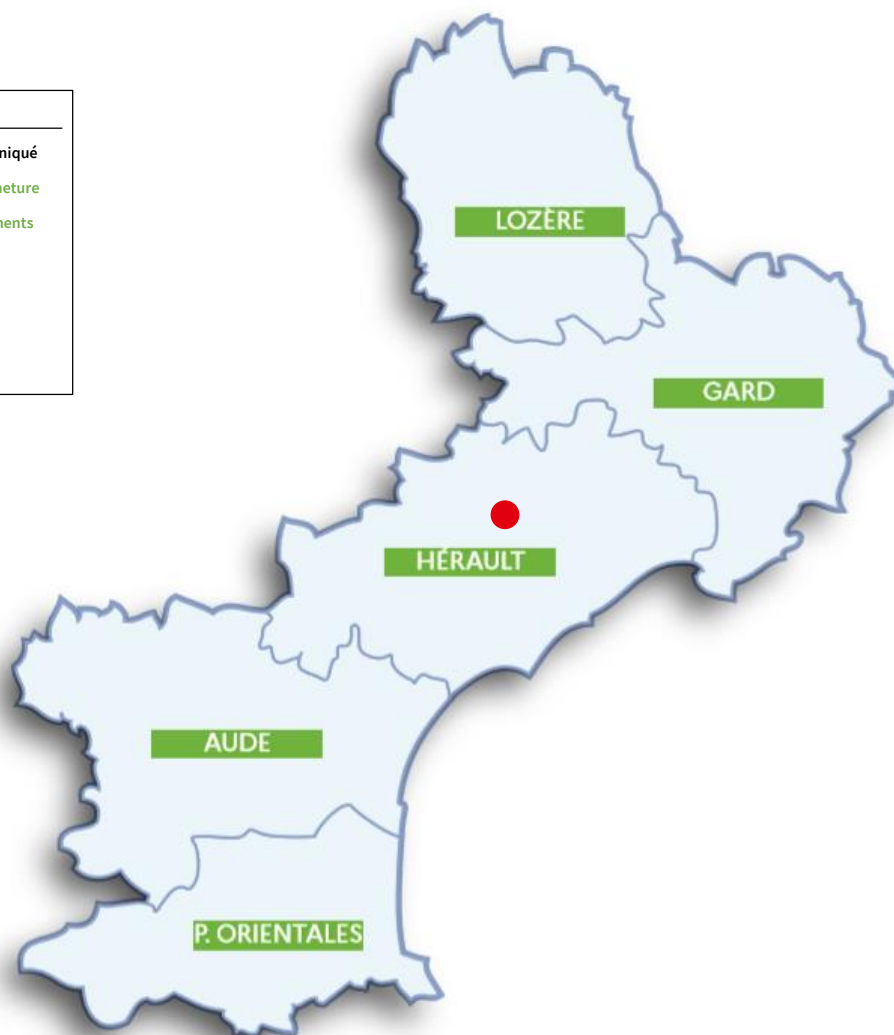 niqué
neture
nents
LOZÈRE
GARD
HÉRAULT
AUDE
P. ORIENTALES